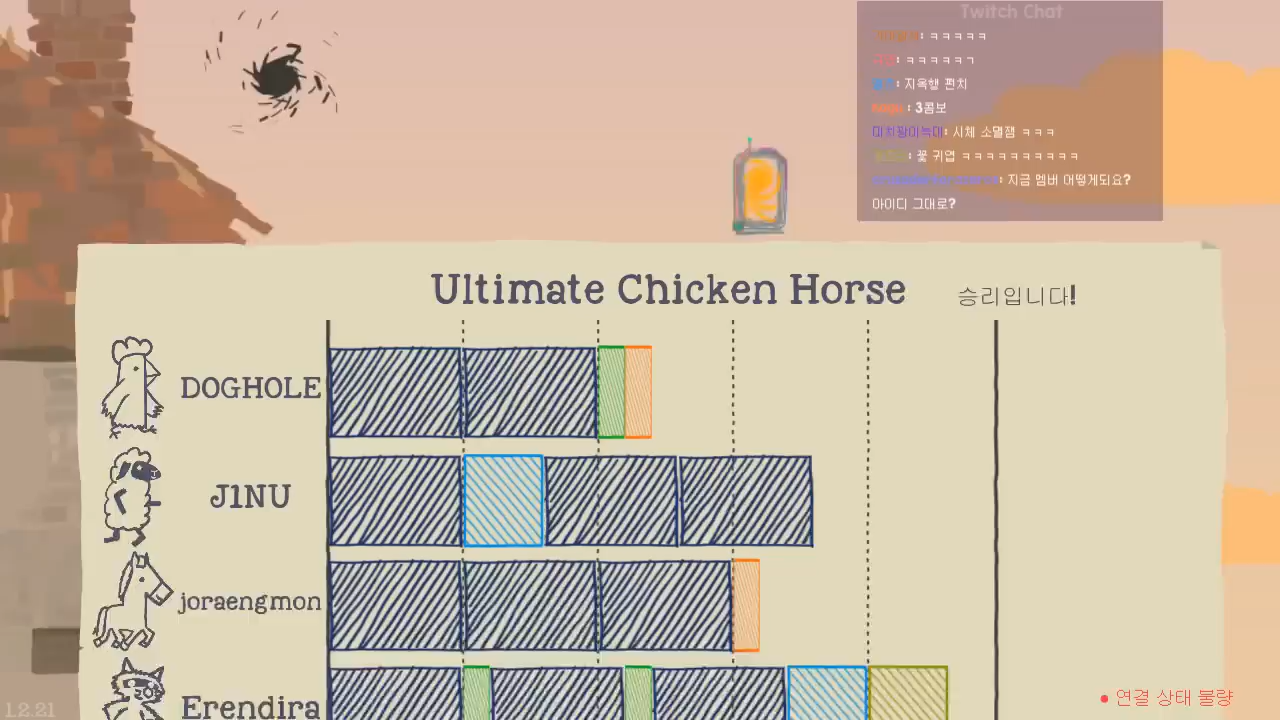 Twitch Chat
: ㅋㅋㅋㅋㅋ
: ㅋㅋㅋㅋㅋㄱ
: 지옥행 펀치
: 3콤보
: 시체 소멸잼 ㅋㅋㅋ
: 꽃 귀엽 ㅋㅋㅋㅋㅋㅋㅋㅋㅋㅋ
: 지금 멤버 어떻게되요?
아이디 그대로?
Ultimate Chicken Horse 승리입니다!
DOGHOLE
J1NU
joraengmon
Erendira
연결 상태 불량
1.2.21